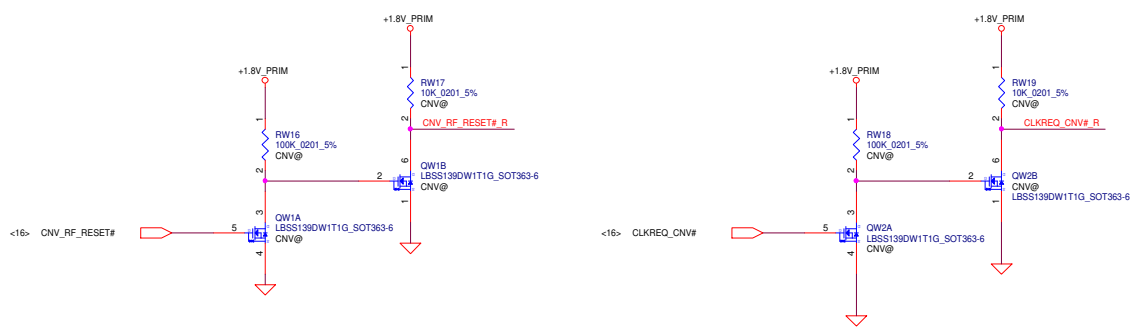 +1.8V_PRIM
1
RW17
10K_0201_5%
CNV@
2
CNV_RF_RESET#_R
+1.8V_PRIM
1
RW16
100K_0201_5%
CNV@
2
6
QW1B
LBSS139DW1T1G_SOT363-6
CNV@
2
1
3
QW1A
LBSS139DW1T1G_SOT363-6
CNV@
5
4
<16> CNV_RF_RESET#
+1.8V_PRIM
1
RW19
10K_0201_5%
CNV@
2
CLKREQ_CNV#_R
+1.8V_PRIM
1
RW18
100K_0201_5%
CNV@
2
6
QW2B
CNV@
LBSS139DW1T1G_SOT363-6
2
1
3
QW2A
LBSS139DW1T1G_SOT363-6
CNV@
5
4
<16> CLKREQ_CNV#